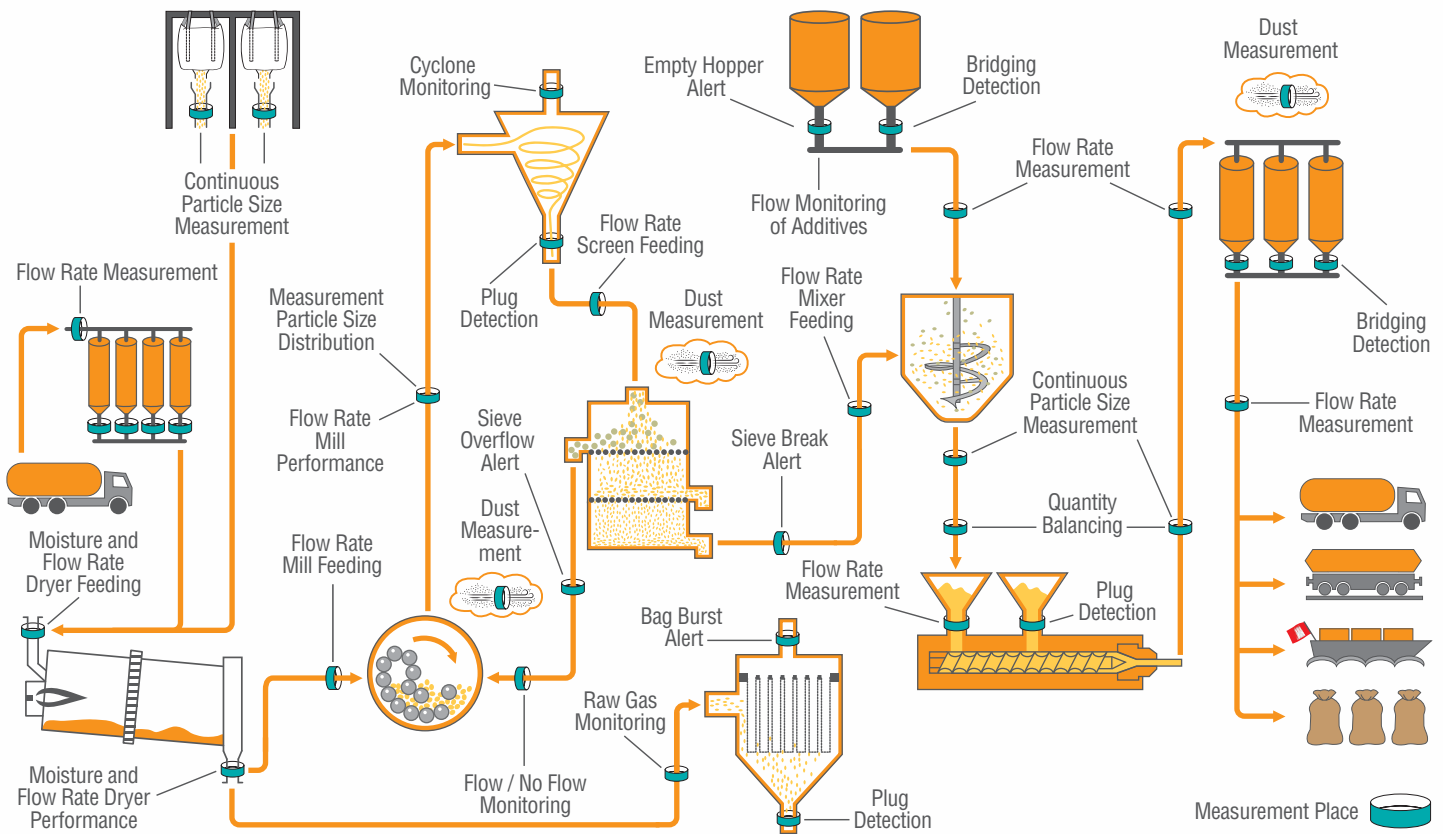 Dust
Measurement
Cyclone
Monitoring
Empty Hopper
Alert
Bridging
Detection
Flow Rate
Measurement
Continuous
Particle Size
Measurement
Flow Monitoring
of Additives
Flow Rate
Screen Feeding
Flow Rate Measurement
Flow Rate
Mixer
Feeding
Measurement
Particle Size
Distribution
Plug
Detection
Dust
Measurement
Bridging
Detection
Continuous
Particle Size
Measurement
Flow Rate
Measurement
Flow Rate
Mill
Performance
Sieve
Overflow
Alert
Sieve Break
Alert
Dust
Measure-
ment
Quantity
Balancing
Moisture and
Flow Rate
Dryer Feeding
Flow Rate
Mill Feeding
Flow Rate
Measurement
Plug
Detection
Bag Burst
Alert
Raw Gas
Monitoring
Moisture and
Flow Rate Dryer
Performance
Flow / No Flow
Monitoring
Plug
Detection
Measurement Place